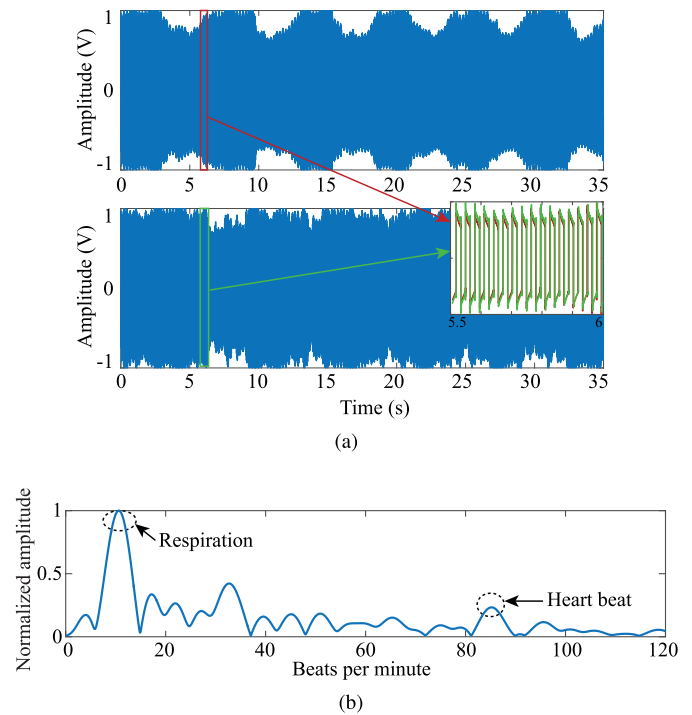 1
Amplitude (V)
0
-1
0 5 10 15 20 25 30 35
1
Amplitude (V)
0
-1
5.5 6
0 5 10 15 20 25 30 35
Time (s)
(a)
Normalized amplitude
1
Respiration
0.5
Heart beat
0
0 20 40 60 80 100 120
Beats per minute
(b)